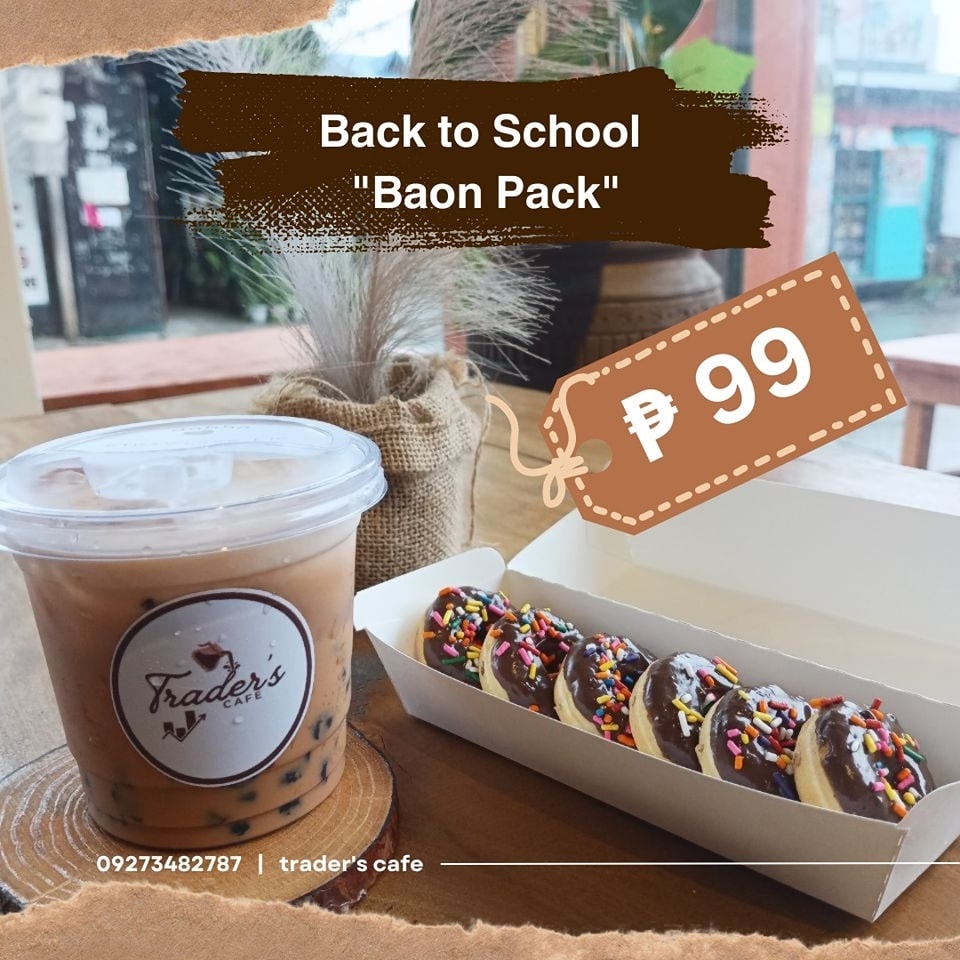 Back to School
"Baon Pack"
₱ 99
Trader's
CAFE
09273482787 | trader's cafe